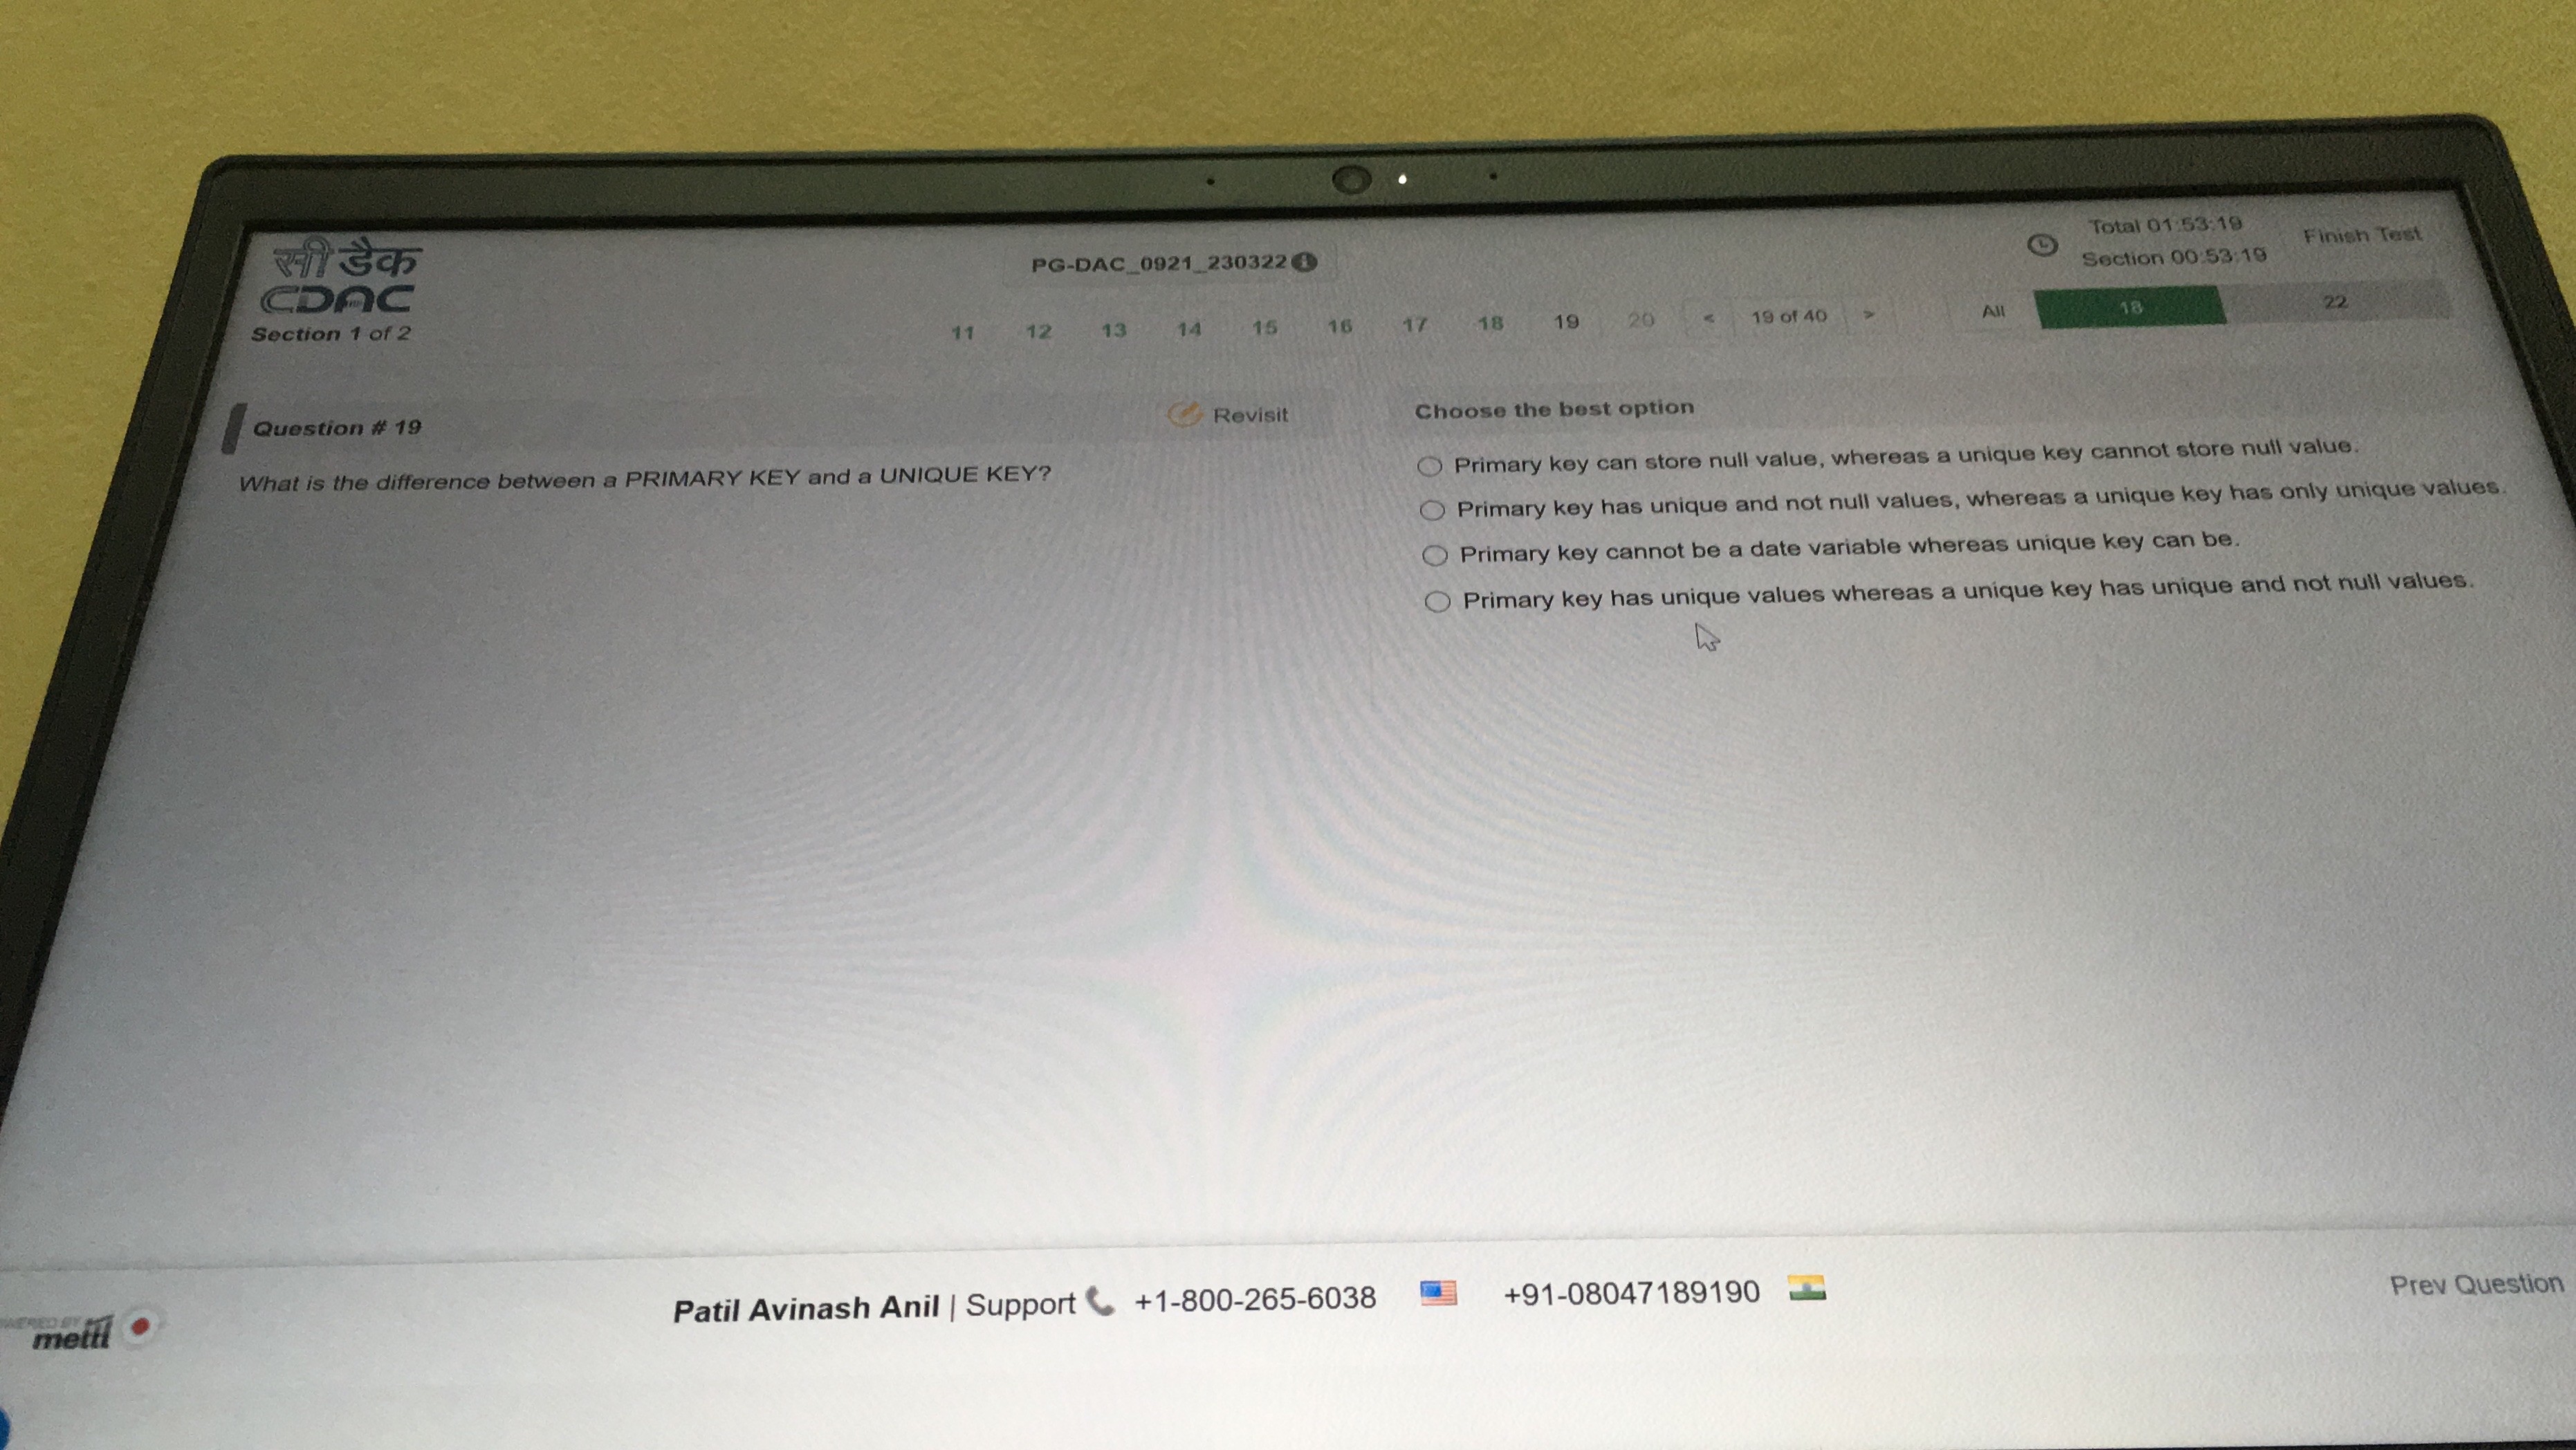 सी डैक
CDAC
Section 1 of 2
PG-DAC_0921_230322
Total 01:53:19
Section 00:53:19
Finish Test
11 12 13 14 15 16 17 18 19 20 < 19 of 40 >
All 18 22
Question # 19
Revisit
What is the difference between a PRIMARY KEY and a UNIQUE KEY?
Choose the best option
Primary key can store null value, whereas a unique key cannot store null value.
Primary key has unique and not null values, whereas a unique key has only unique values.
Primary key cannot be a date variable whereas unique key can be.
Primary key has unique values whereas a unique key has unique and not null values.
mettl
Patil Avinash Anil | Support +1-800-265-6038 +91-08047189190
Prev Question